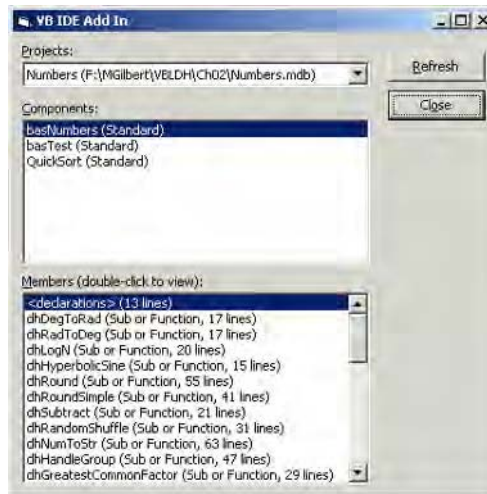 VB IDE Add In
Projects:
Numbers (F:\MGilbert\VBLDH\Ch02\Numbers.mdb)
Refresh
Close
Components:
basNumbers (Standard)
basTest (Standard)
QuickSort (Standard)
Members (double-click to view):
<declarations> (13 lines)
dhDegToRad (Sub or Function, 17 lines)
dhRadToDeg (Sub or Function, 17 lines)
dhLogN (Sub or Function, 20 lines)
dhHyperbolicSine (Sub or Function, 15 lines)
dhRound (Sub or Function, 55 lines)
dhRoundSimple (Sub or Function, 41 lines)
dhSubtract (Sub or Function, 21 lines)
dhRandomShuffle (Sub or Function, 31 lines)
dhNumToStr (Sub or Function, 63 lines)
dhHandleGroup (Sub or Function, 47 lines)
dhGreatestCommonFactor (Sub or Function, 29 lines)